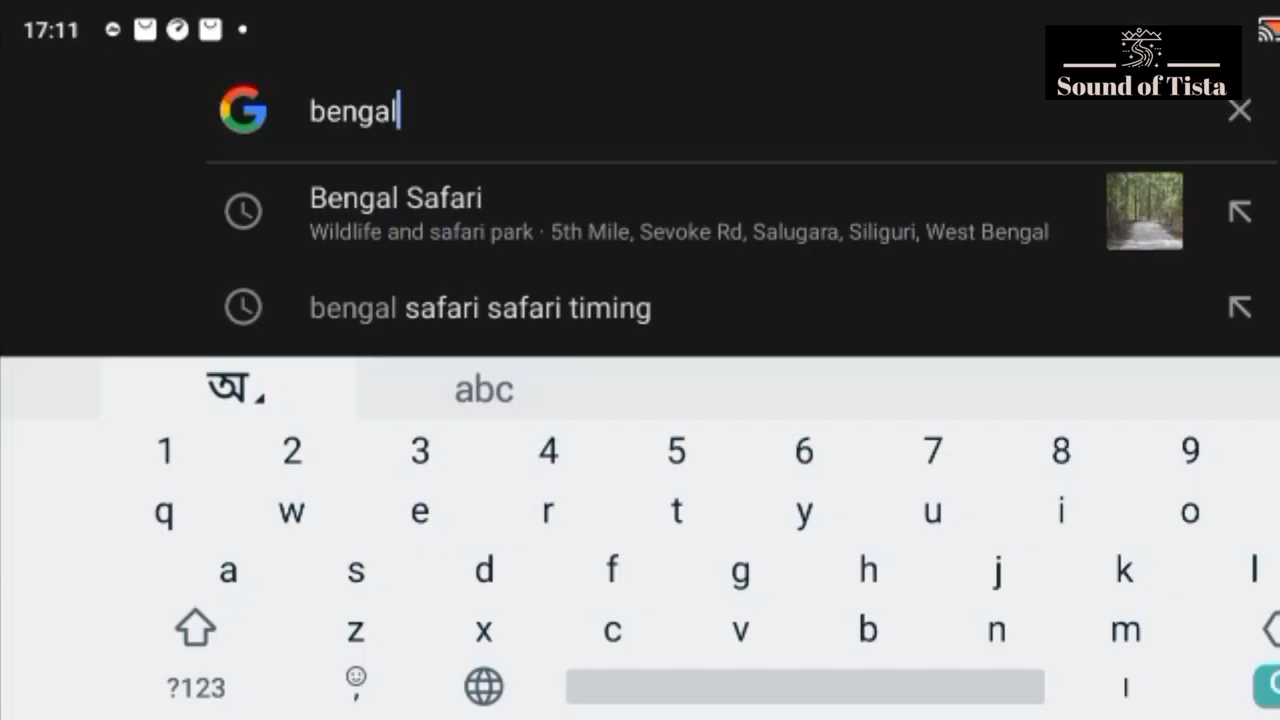 17:11
Sound of Tista
bengal
Bengal Safari
Wildlife and safari park · 5th Mile, Sevoke Rd, Salugara, Siliguri, West Bengal
bengal safari safari timing
অ abc
1 2 3 4 5 6 7 8 9
q w e r t y u i o
a s d f g h j k l
z x c v b n m
?123 , ।